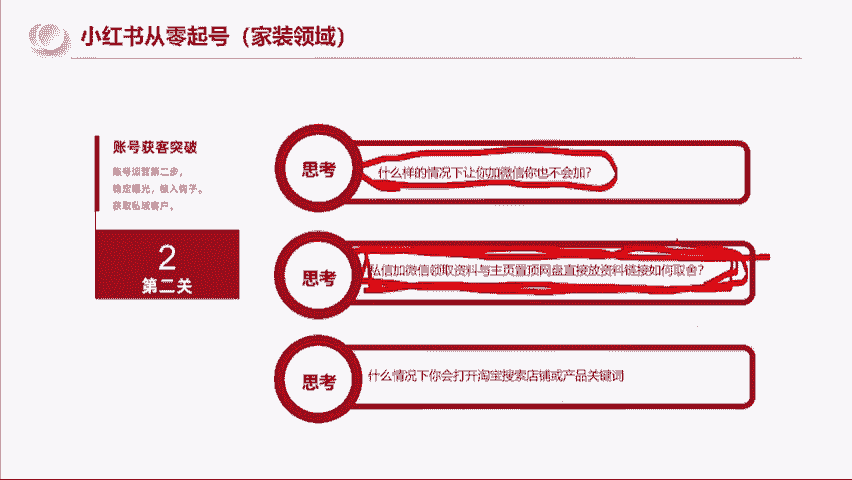 小红书从零起号（家装领域）
账号获客突破
账号运营第二步，
稳定曝光，植入钩子。
获取私域客户。
2
第二关
思考
什么样的情况下让你加微信你也不会加？
思考
私信加微信领取资料与主页置顶网盘直接放资料链接如何取舍？
思考
什么情况下你会打开淘宝搜索店铺或产品关键词